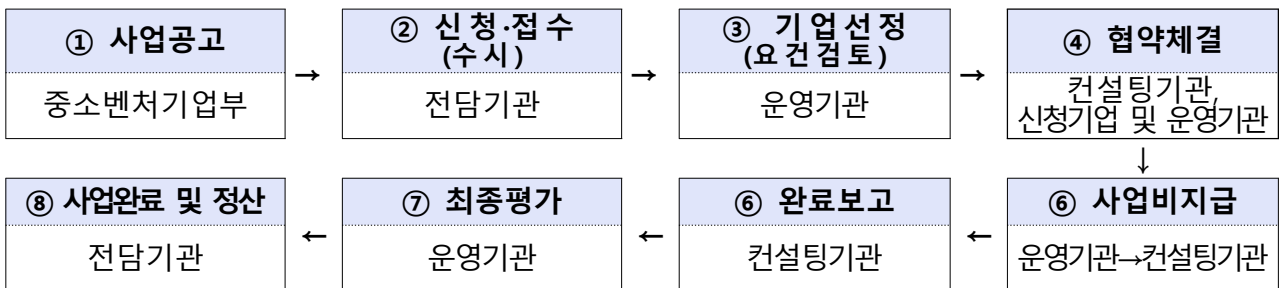 ① 사업공고
중소벤처기업부
→
② 신청·접수
(수시)
전담기관
→
③ 기업선정
(요건검토)
운영기관
→
④ 협약체결
컨설팅기관,
신청기업 및 운영기관
↓
⑥ 사업비지급
운영기관→컨설팅기관
←
⑥ 완료보고
컨설팅기관
←
⑦ 최종평가
운영기관
←
⑧ 사업완료 및 정산
전담기관